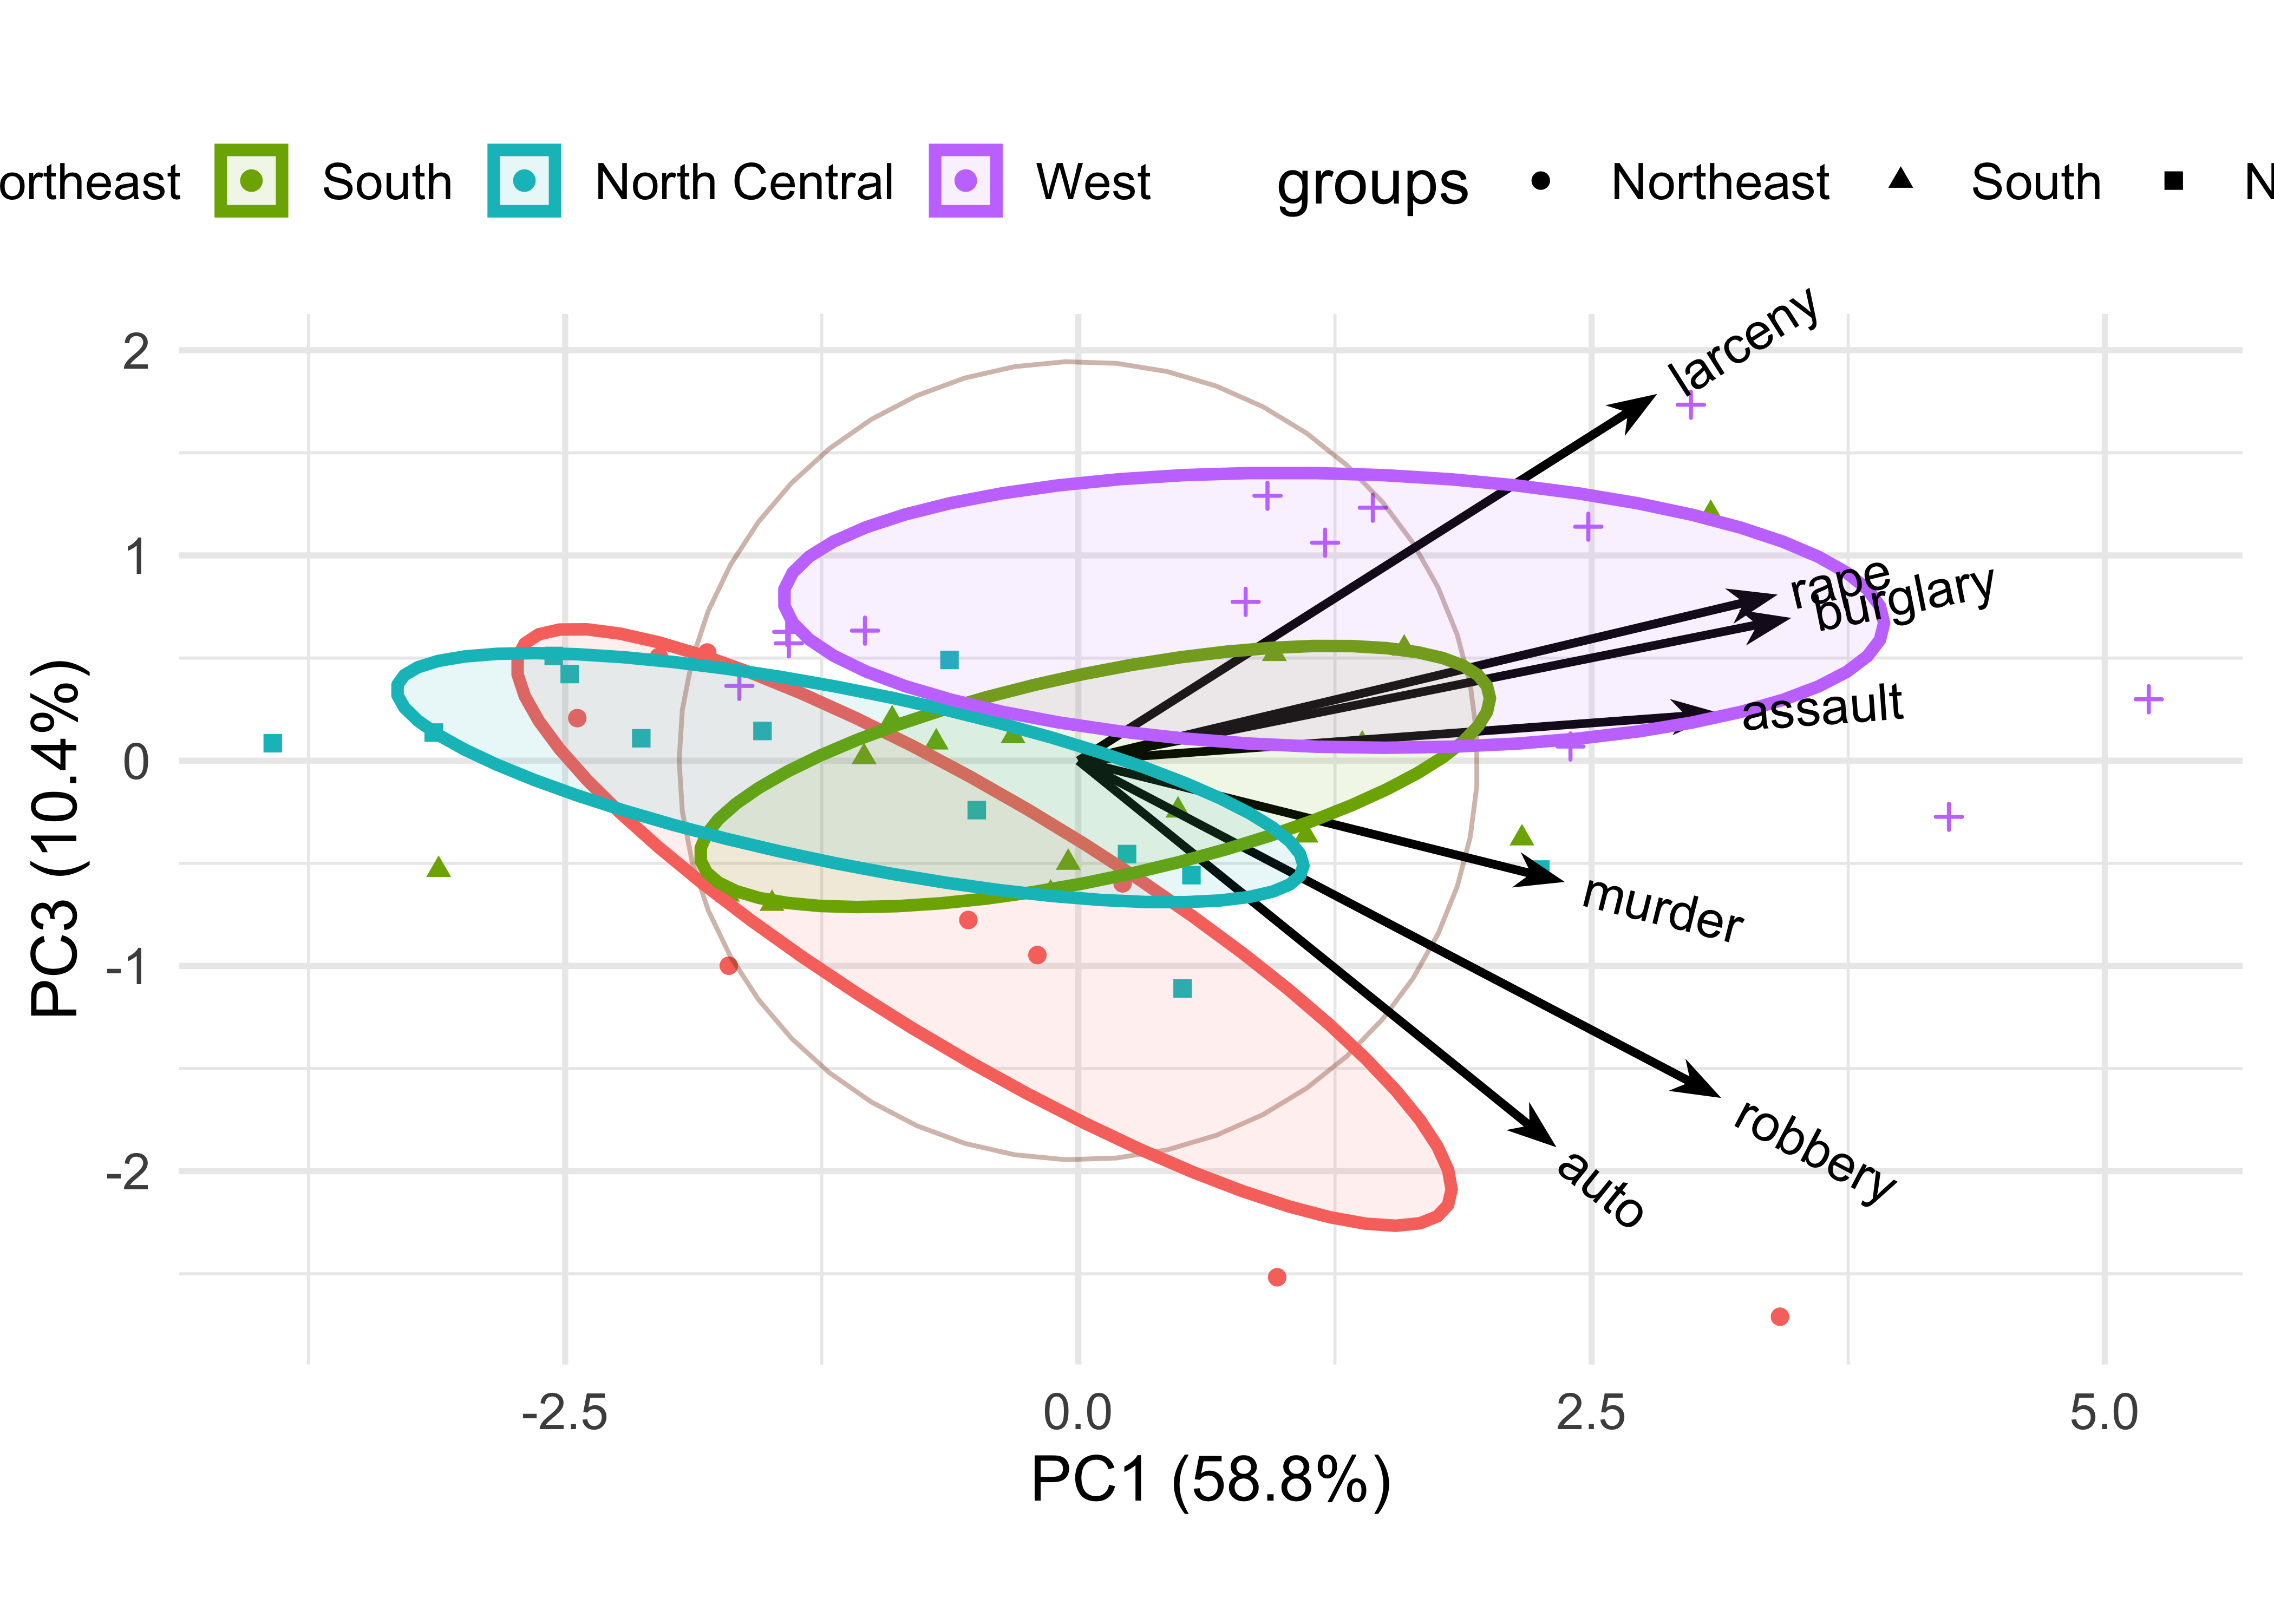 ortheast South North Central West groups Northeast South N
larceny
rape
burglary
assault
murder
robbery
auto
2
1
0
-1
-2
PC3 (10.4%)
-2.5 0.0 2.5 5.0
PC1 (58.8%)